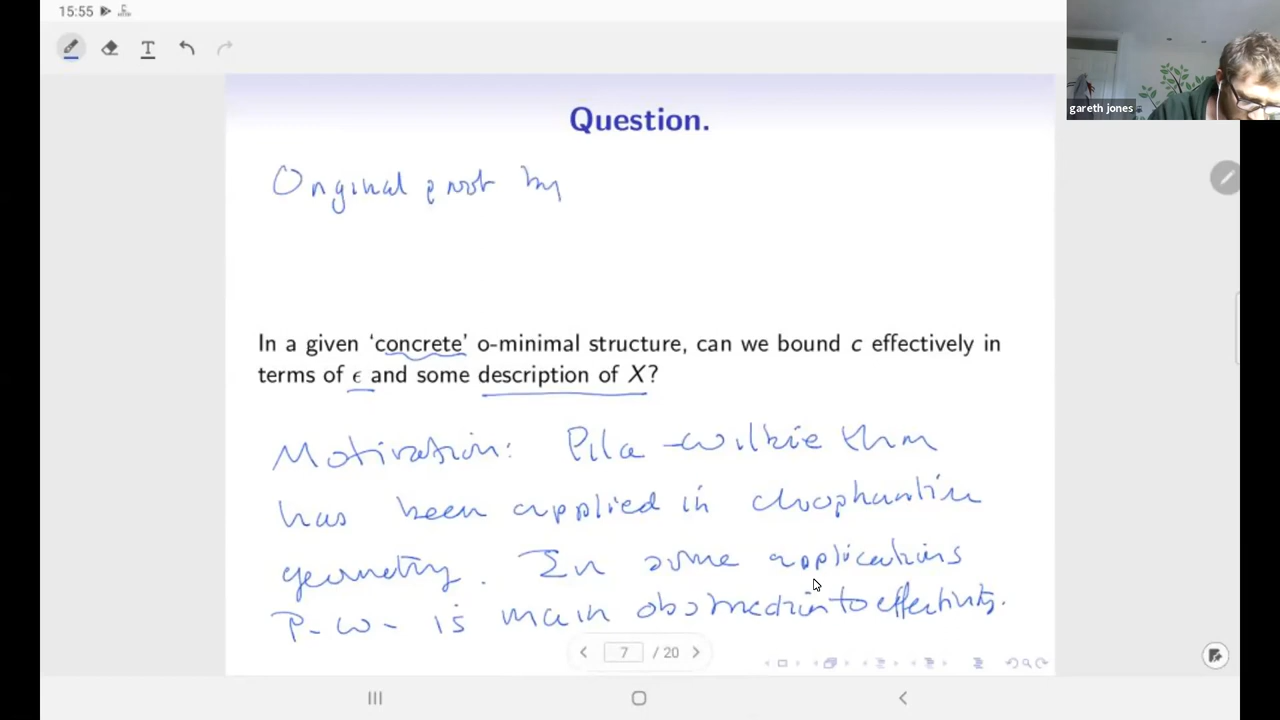 15:55
gareth jones
Question.
Original proof by
In a given ‘concrete’ o-minimal structure, can we bound c effectively in
terms of ϵ and some description of X?
Motivation: Pila-Wilkie thm
has been applied in diophantine
geometry. In some applications
P-W- is main obstruction to effectivity.
7 / 20